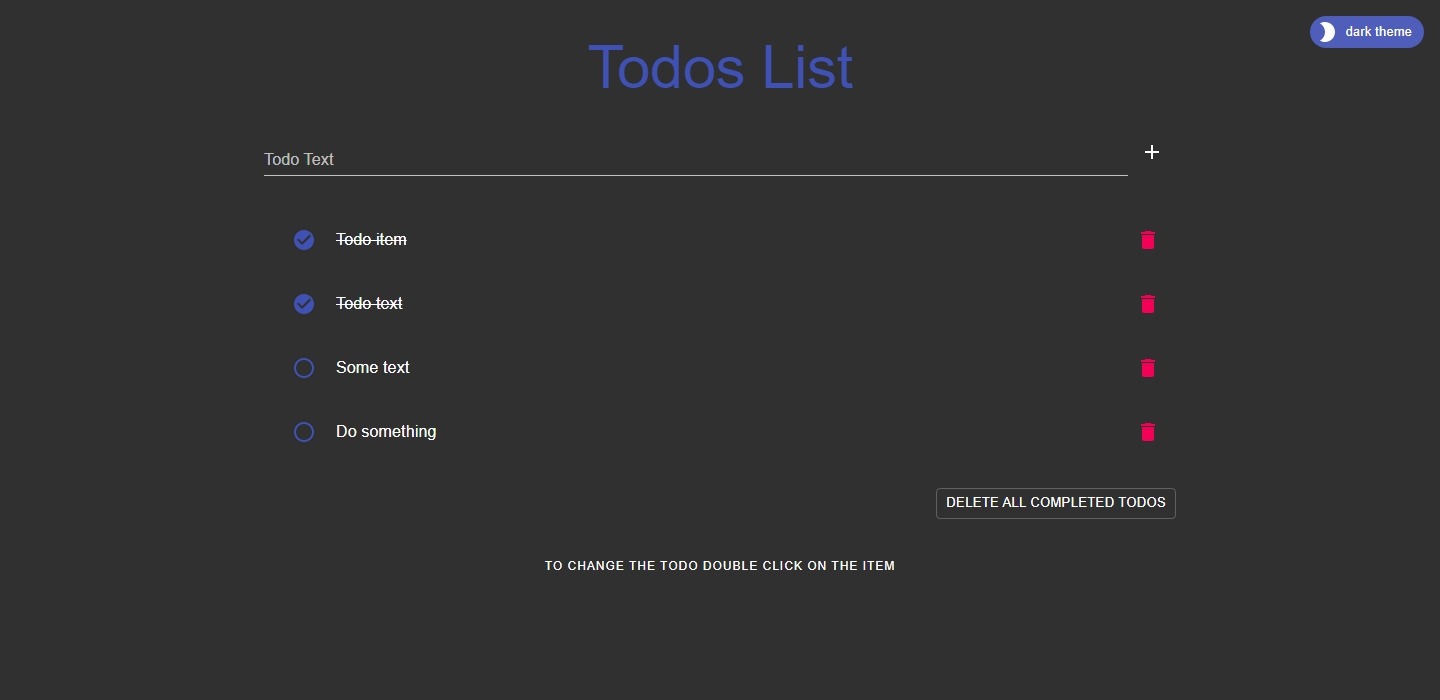 dark theme
Todos List
Todo Text
Todo item
Todo text
Some text
Do something
DELETE ALL COMPLETED TODOS
TO CHANGE THE TODO DOUBLE CLICK ON THE ITEM